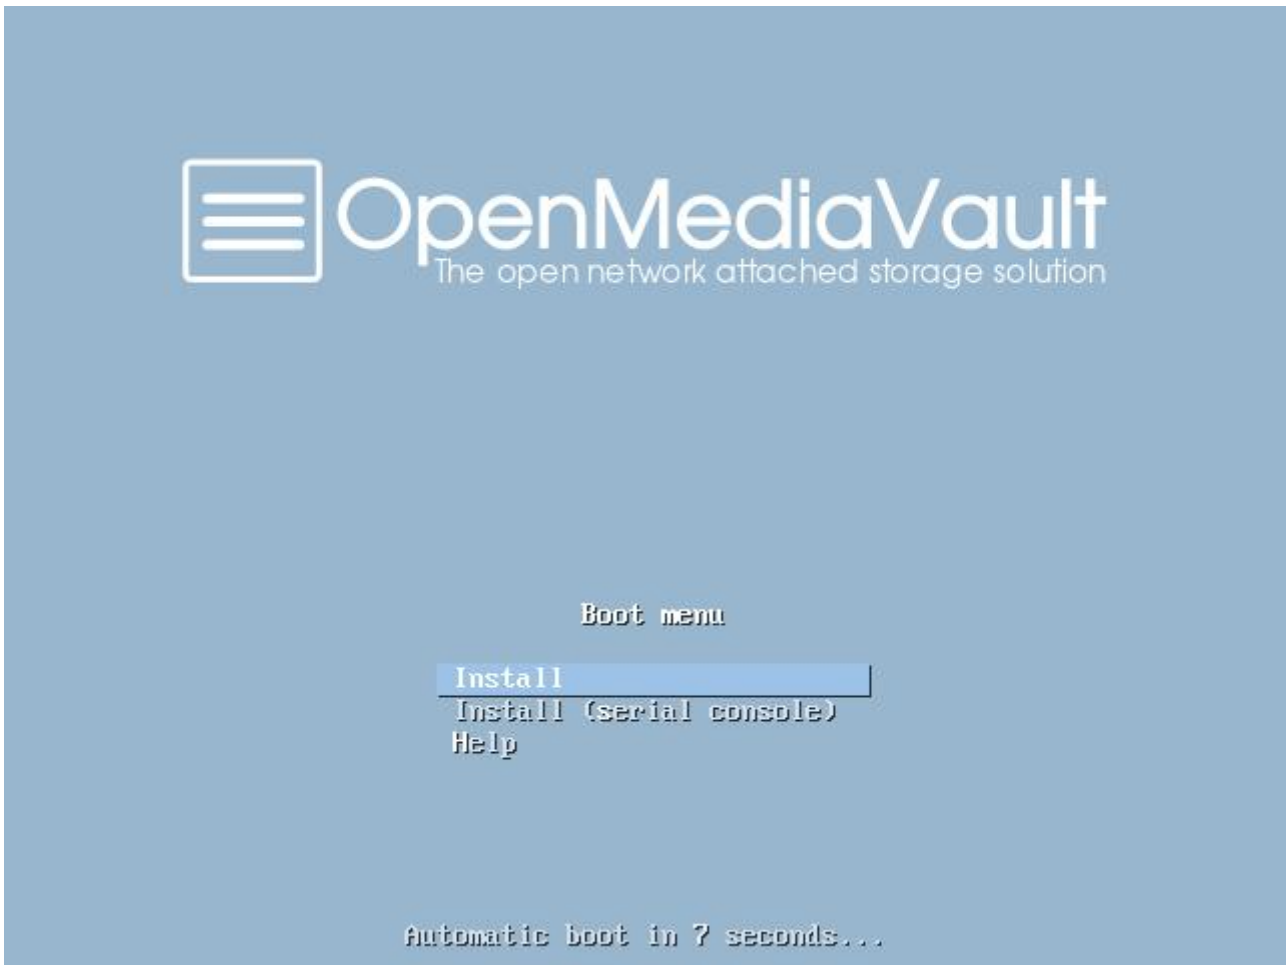 OpenMediaVault
The open network attached storage solution
Boot menu
Install
Install (serial console)
Help
Automatic boot in 7 seconds...